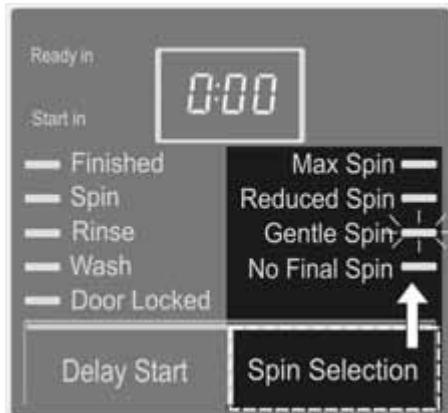 Ready in
0:00
Start in
Finished
Spin
Rinse
Wash
Door Locked
Max Spin
Reduced Spin
Gentle Spin
No Final Spin
Delay Start
Spin Selection